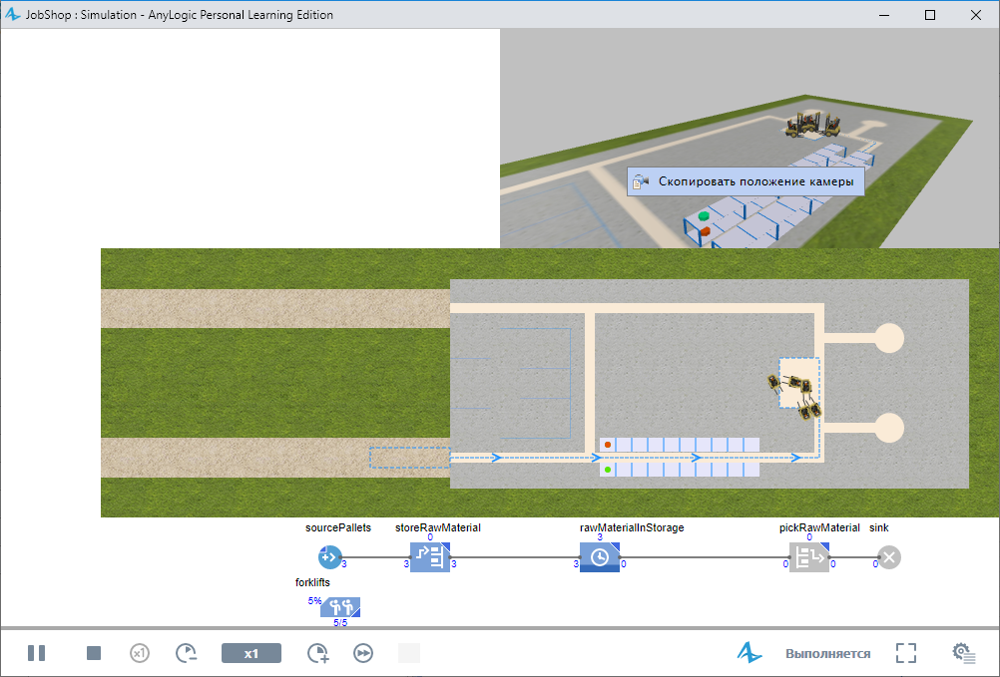 JobShop : Simulation - AnyLogic Personal Learning Edition
Скопировать положение камеры
sourcePallets storeRawMaterial rawMaterialInStorage pickRawMaterial sink
0 3 0
3 3 3 3 0 0 0 0
forklifts
5%
5/5
x1 x1 Выполняется